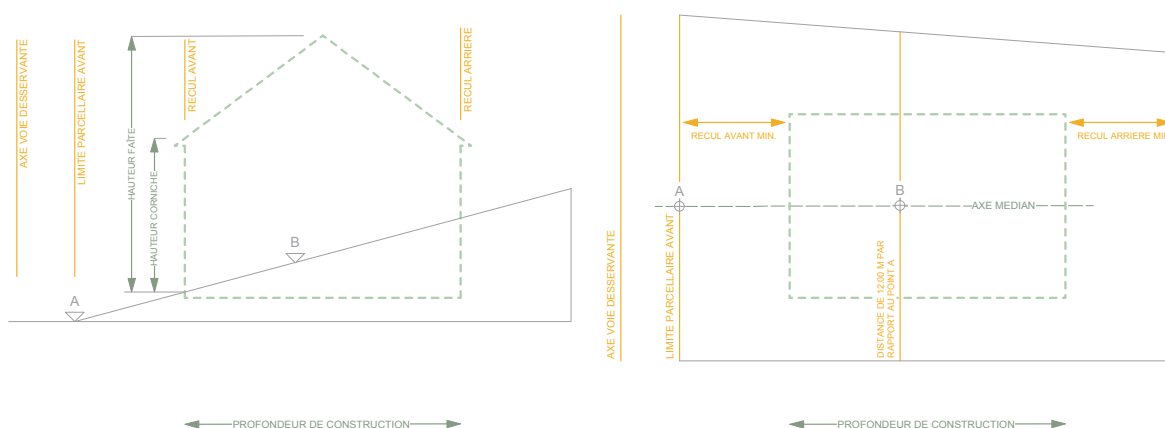 AXE VOIE DESSERVANTE
LIMITE PARCELLAIRE AVANT
HAUTEUR FAÎTE
HAUTEUR CORNICHE
RECUL AVANT
RECUL ARRIERE
A
B
PROFONDEUR DE CONSTRUCTION
AXE VOIE DESSERVANTE
LIMITE PARCELLAIRE AVANT
RECUL AVANT MIN.
RECUL ARRIERE MI
A
B
AXE MEDIAN
DISTANCE DE 12.00 M PAR
RAPPORT AU POINT A
PROFONDEUR DE CONSTRUCTION